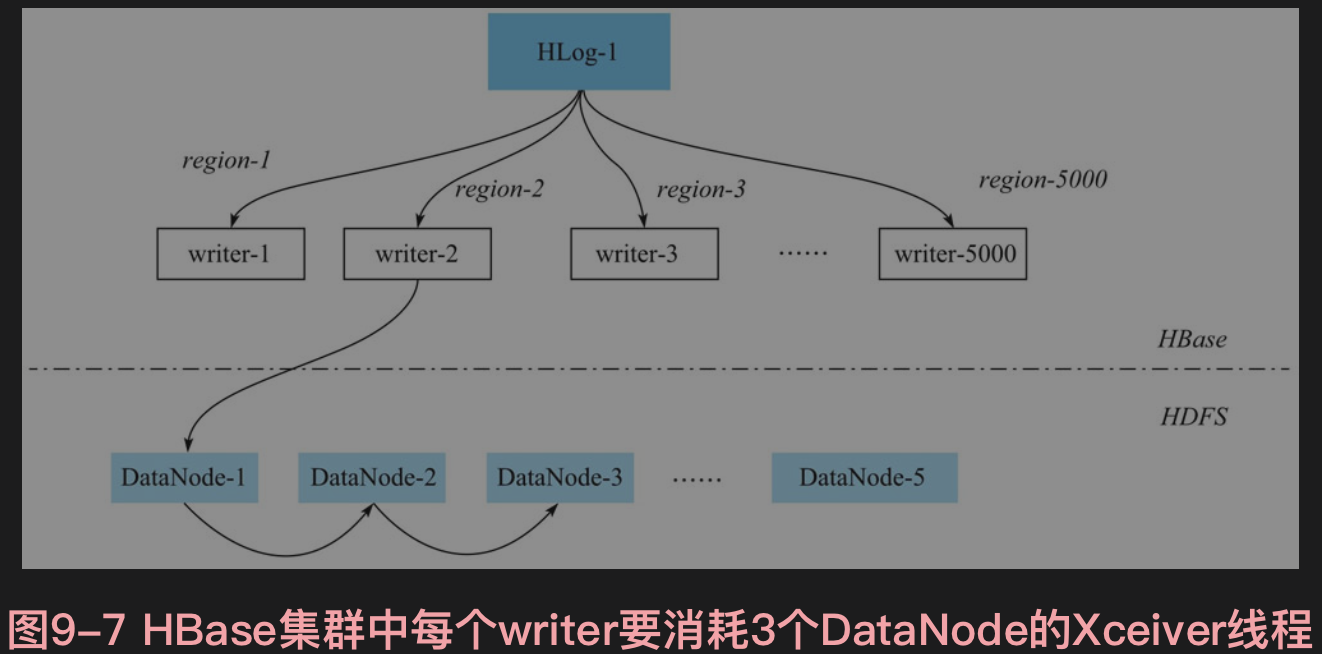 HLog-1
region-1
region-2
region-3
region-5000
writer-1
writer-2
writer-3
······
writer-5000
HBase
HDFS
DataNode-1
DataNode-2
DataNode-3
······
DataNode-5
图9–7 HBase集群中每个writer要消耗3个DataNode的Xceiver线程